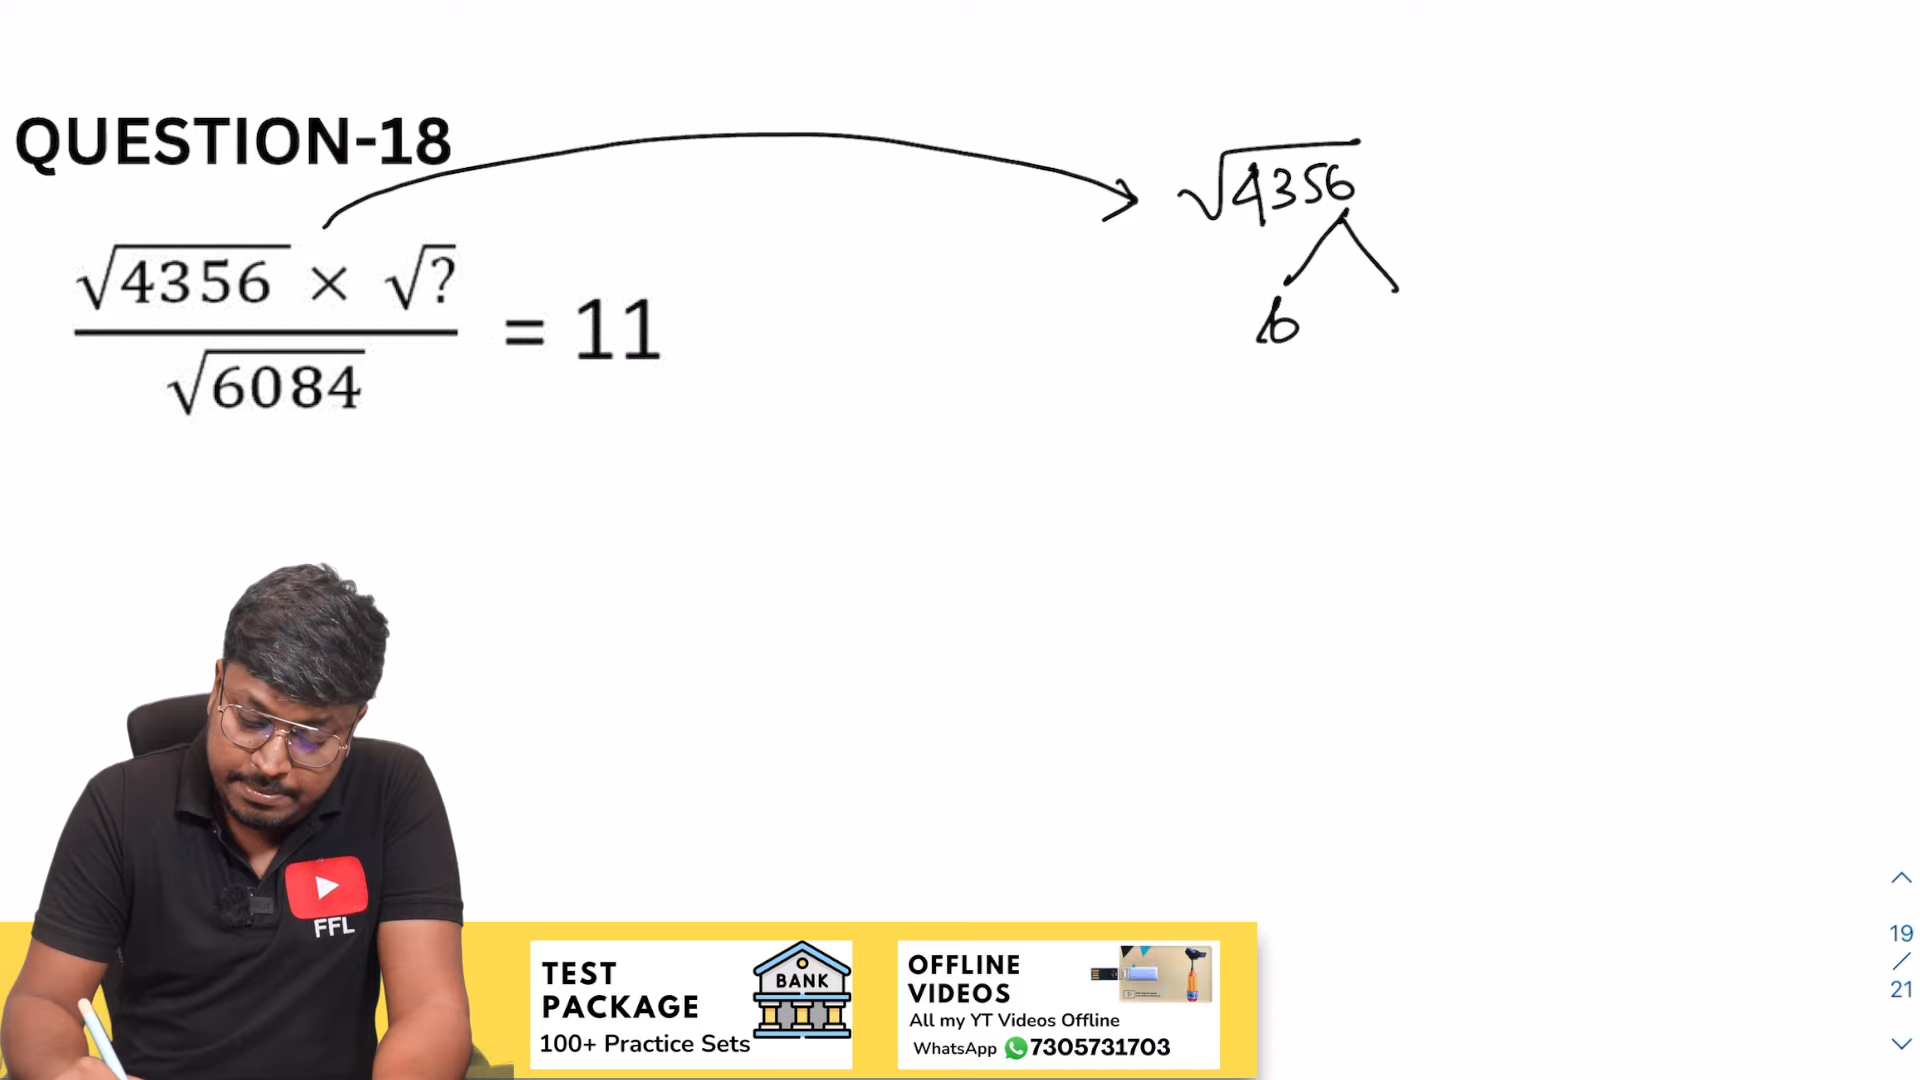 QUESTION-18
√4356 × √?
√6084
= 11
√4356
6
FFL
TEST
PACKAGE
100+ Practice Sets
BANK
OFFLINE
VIDEOS
All my YT Videos Offline
WhatsApp 7305731703
19
/
21